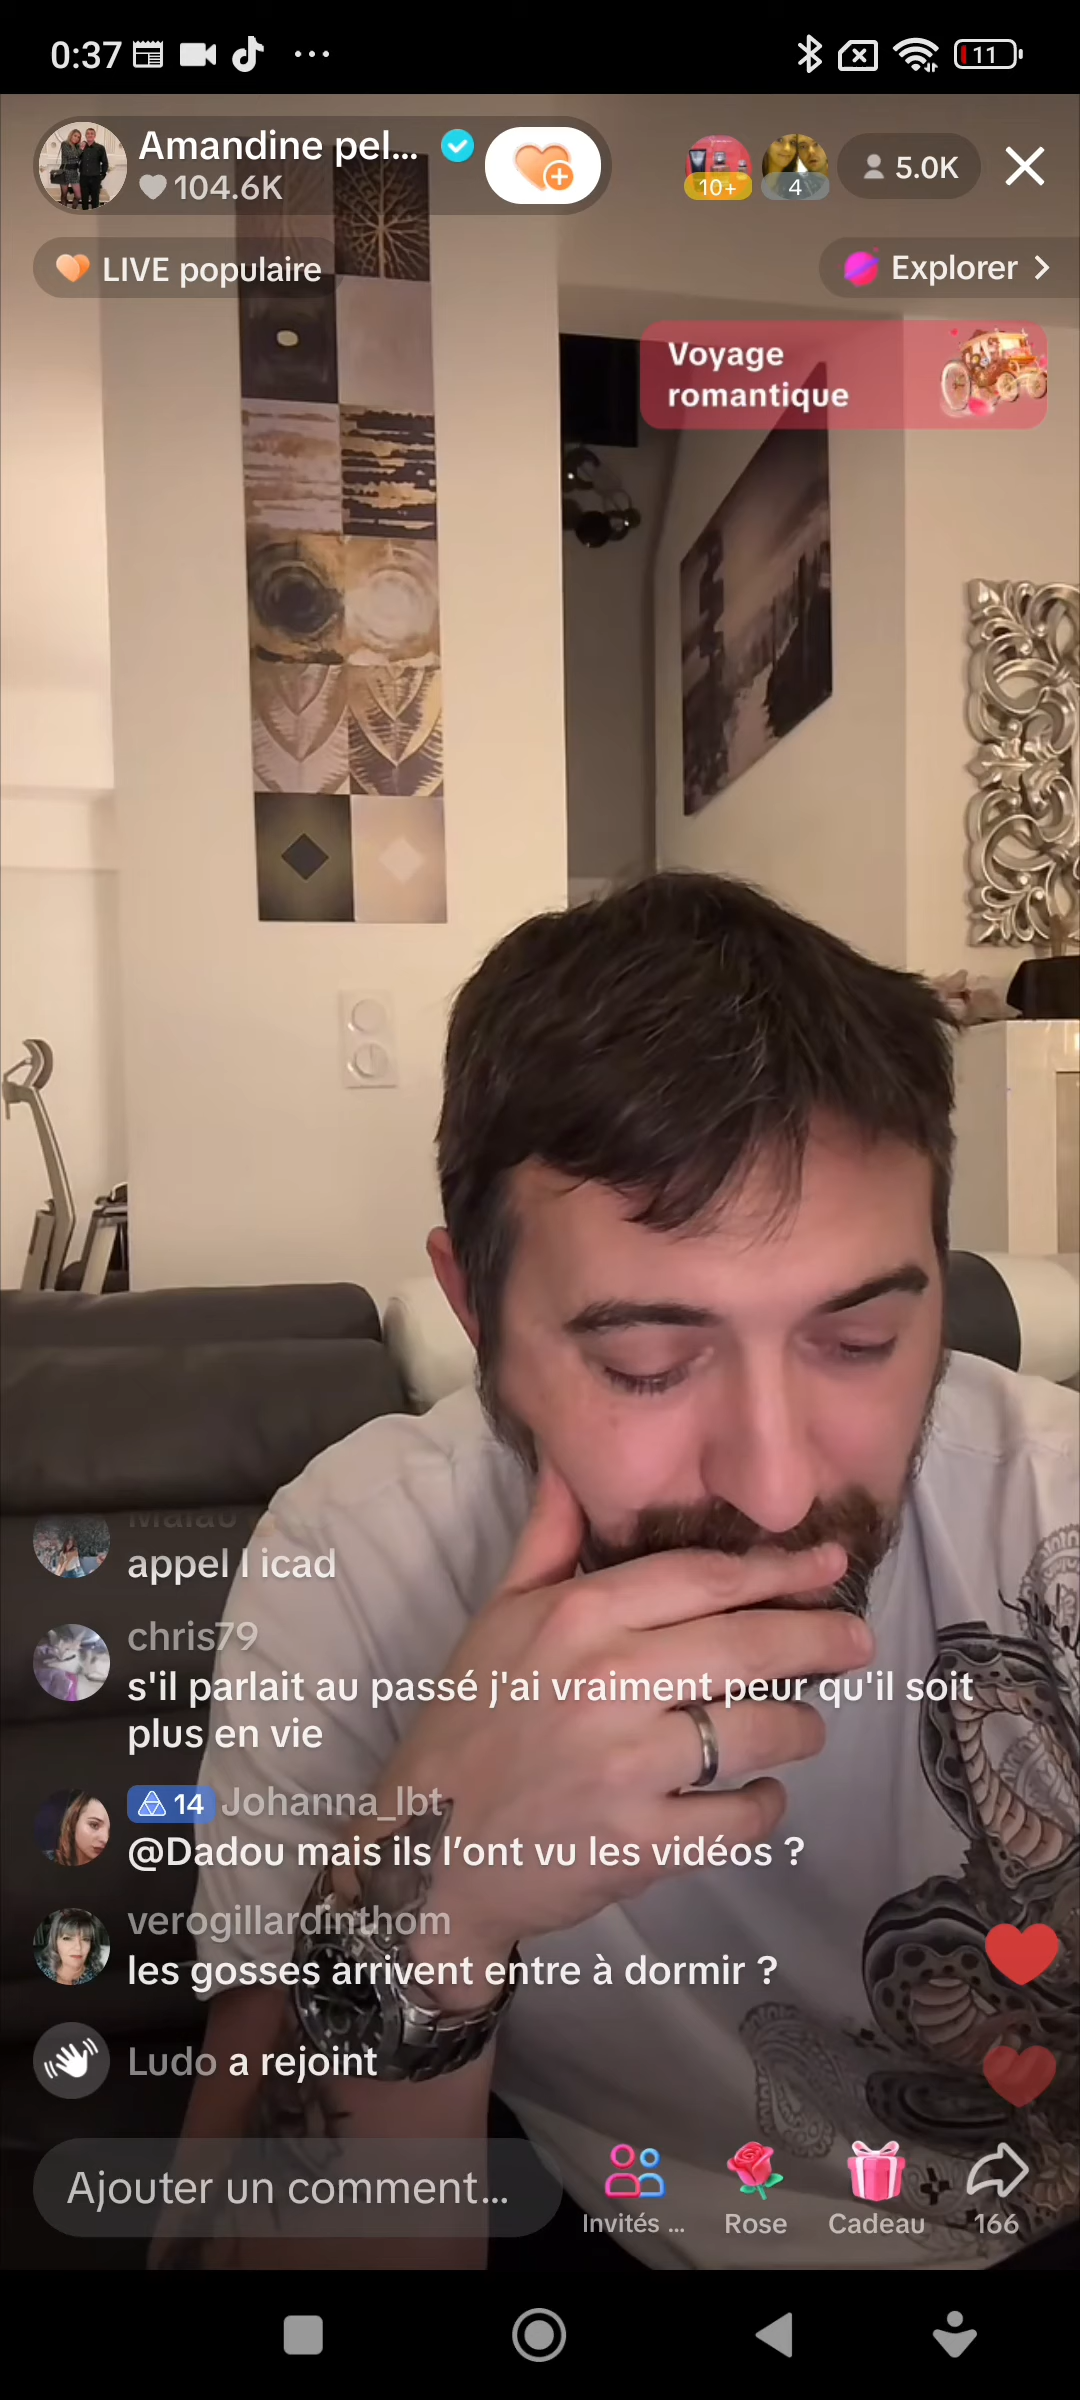 0:37
11
Amandine pel...
104.6K
10+
4
5.0K
LIVE populaire
Explorer
Voyage
romantique
appel l icad
chris79
s'il parlait au passé j'ai vraiment peur qu'il soit
plus en vie
14 Johanna_lbt
@Dadou mais ils l’ont vu les vidéos ?
verogillardinthom
les gosses arrivent entre à dormir ?
Ludo a rejoint
Ajouter un comment...
Invités ...
Rose
Cadeau
166